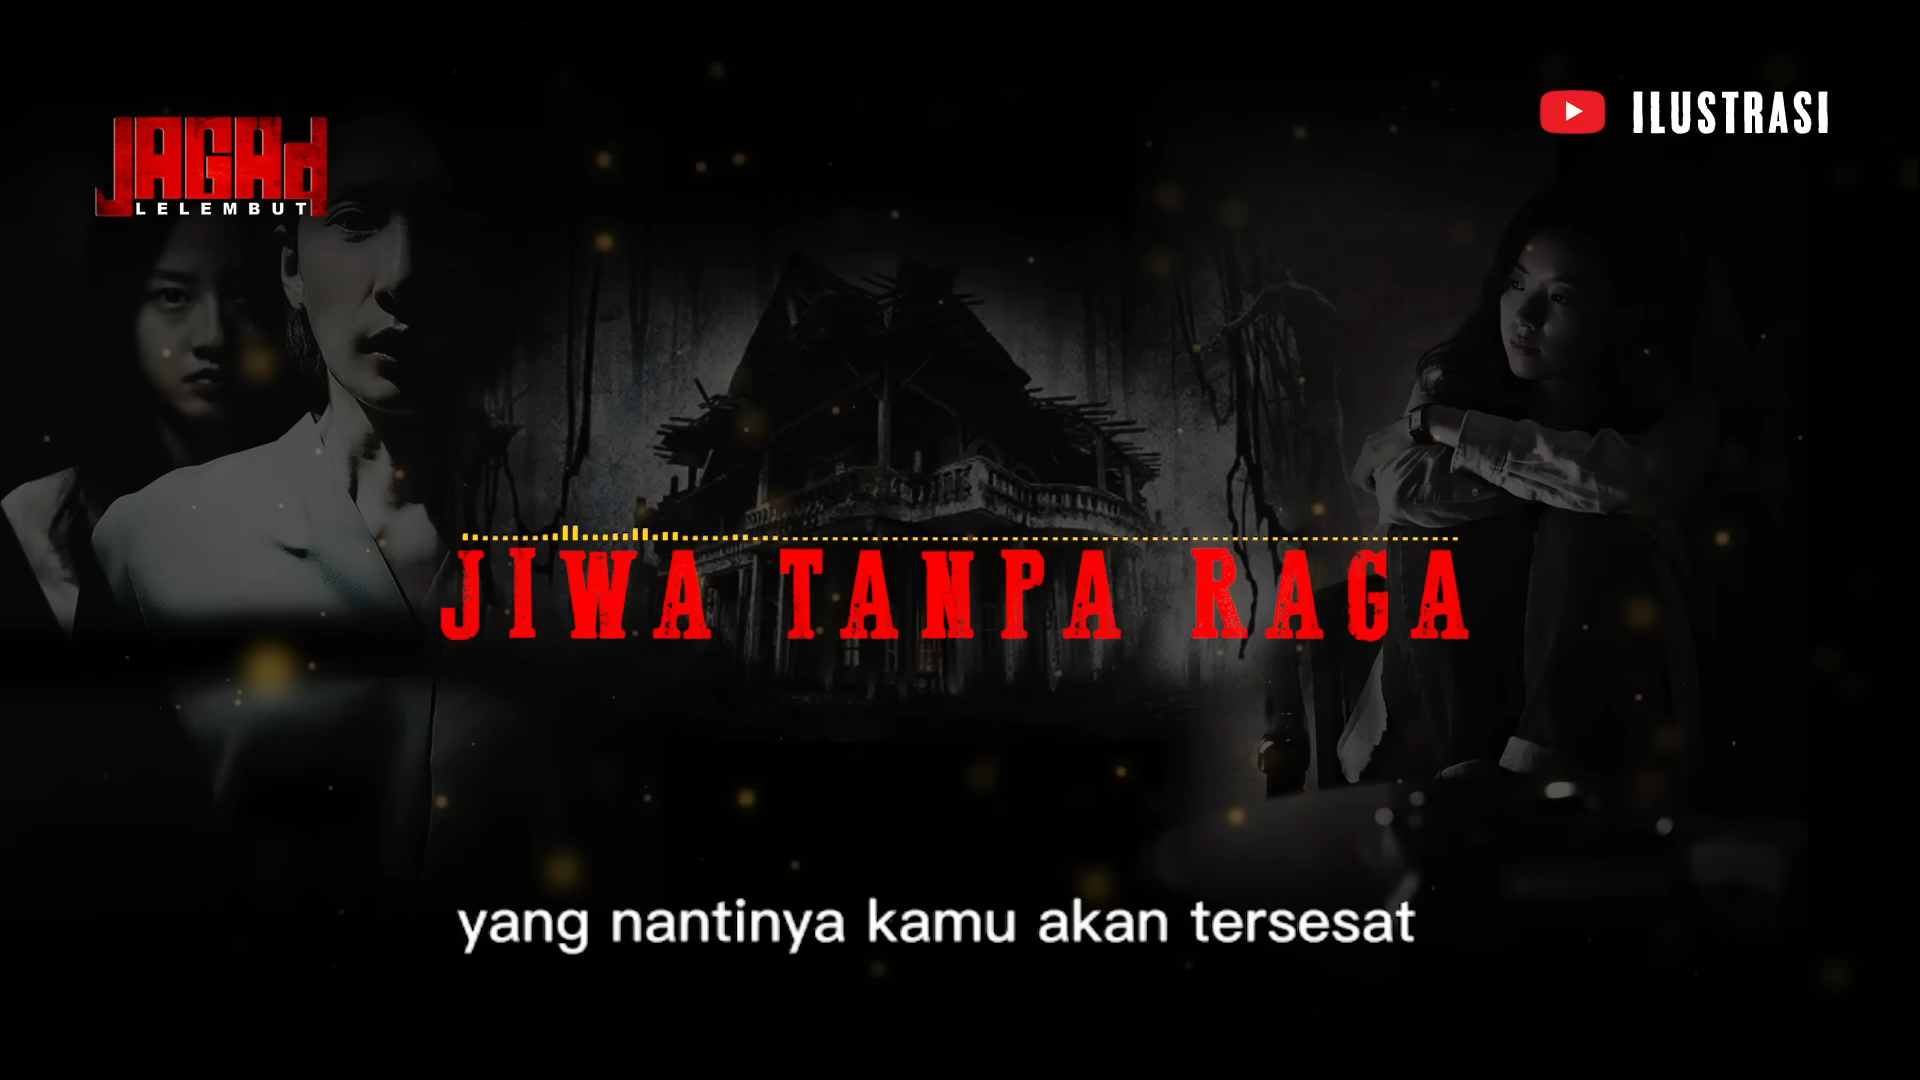 JAGAd
LELEMBUT
ILUSTRASI
JIWA TANPA RAGA
yang nantinya kamu akan tersesat